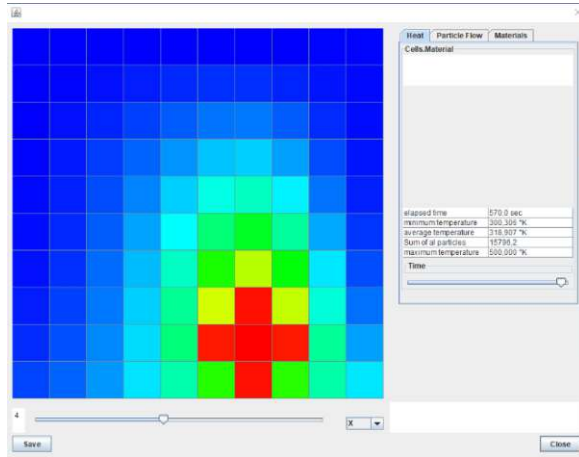 Heat Particle Flow Materials
Cells.Material
elapsed time 570.0 sec
minimum temperature 300,306 °K
average temperature 318,907 °K
Sum of al particles 15796,2
maximum temperature 500,000 °K
Time
4
X
Save
Close